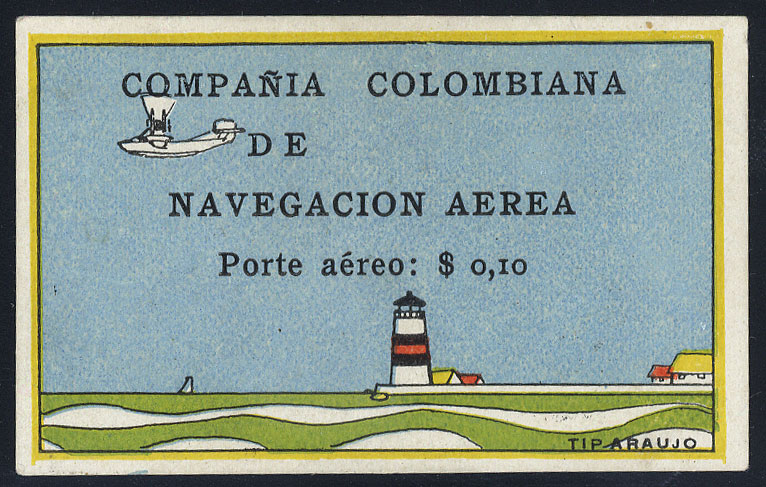 COMPAÑIA COLOMBIANA
DE
NAVEGACION AEREA
Porte aéreo: $ 0,10
TIP ARAUJO